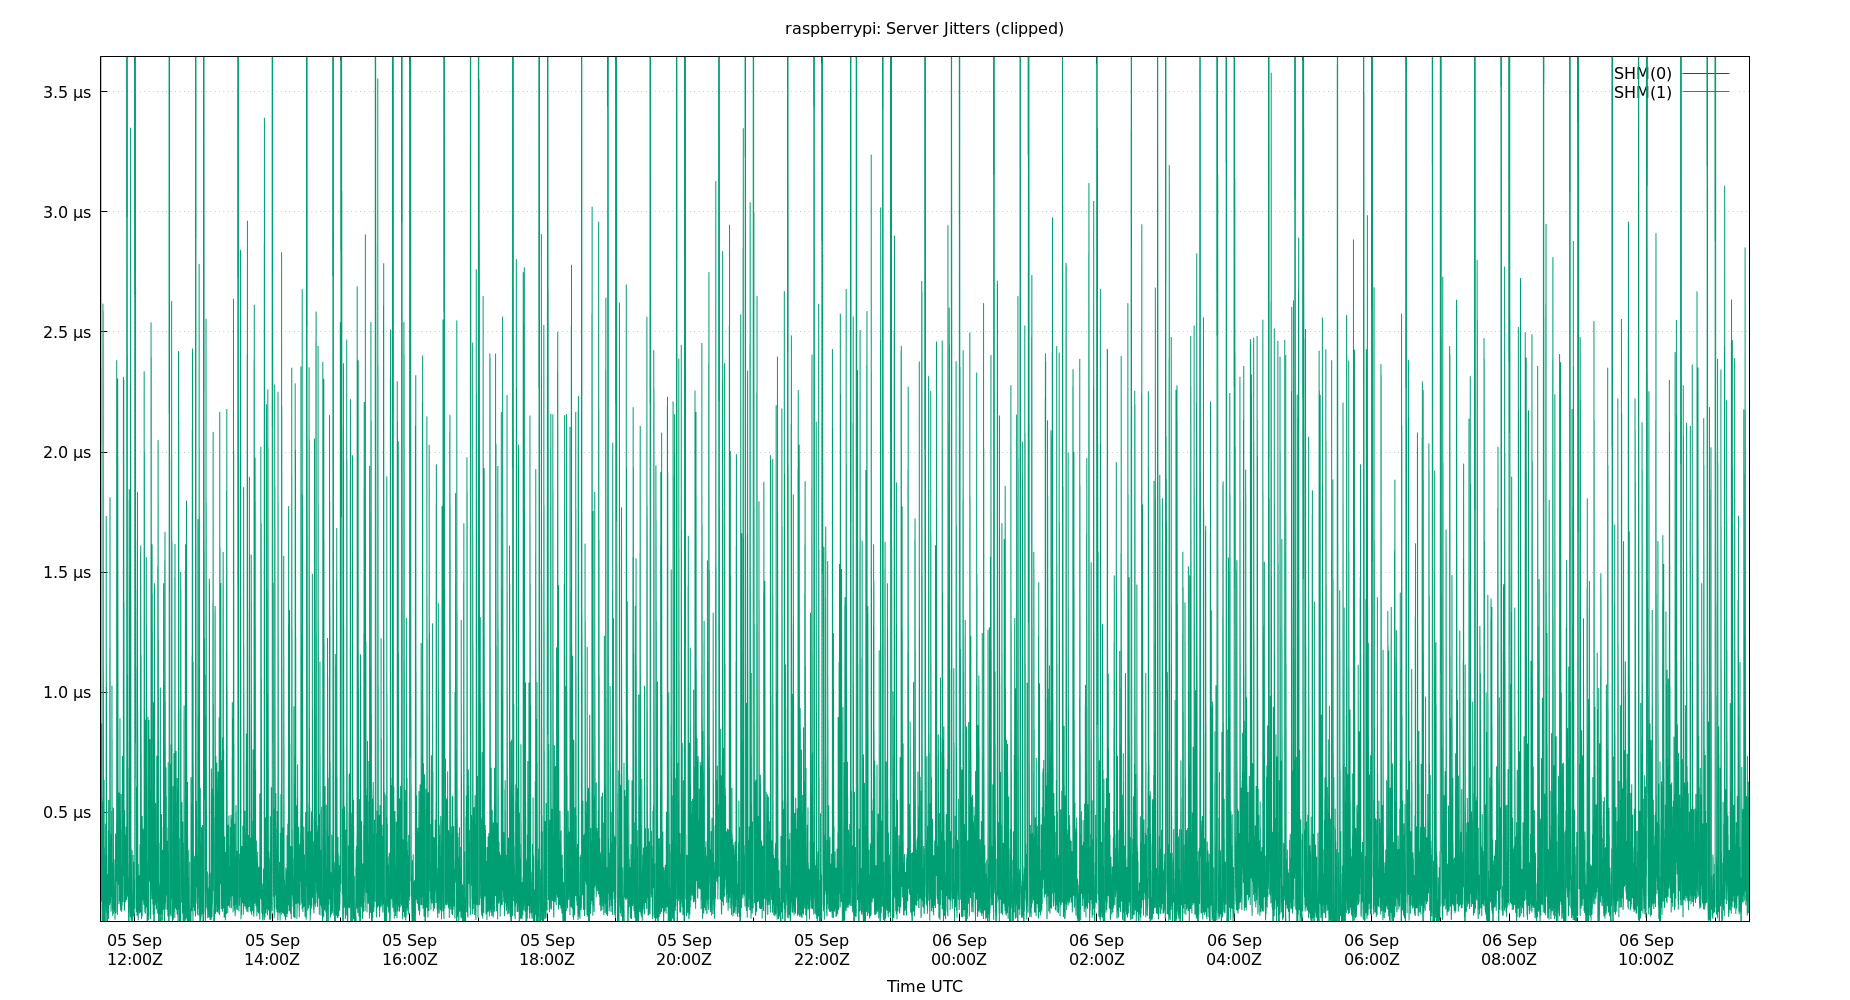 raspberrypi: Server Jitters (clipped)
SHM(0)
SHM(1)
3.5 μs
3.0 μs
2.5 μs
2.0 μs
1.5 μs
1.0 μs
0.5 μs
05 Sep 05 Sep 05 Sep 05 Sep 05 Sep 05 Sep 06 Sep 06 Sep 06 Sep 06 Sep 06 Sep 06 Sep
12:00Z 14:00Z 16:00Z 18:00Z 20:00Z 22:00Z 00:00Z 02:00Z 04:00Z 06:00Z 08:00Z 10:00Z
Time UTC